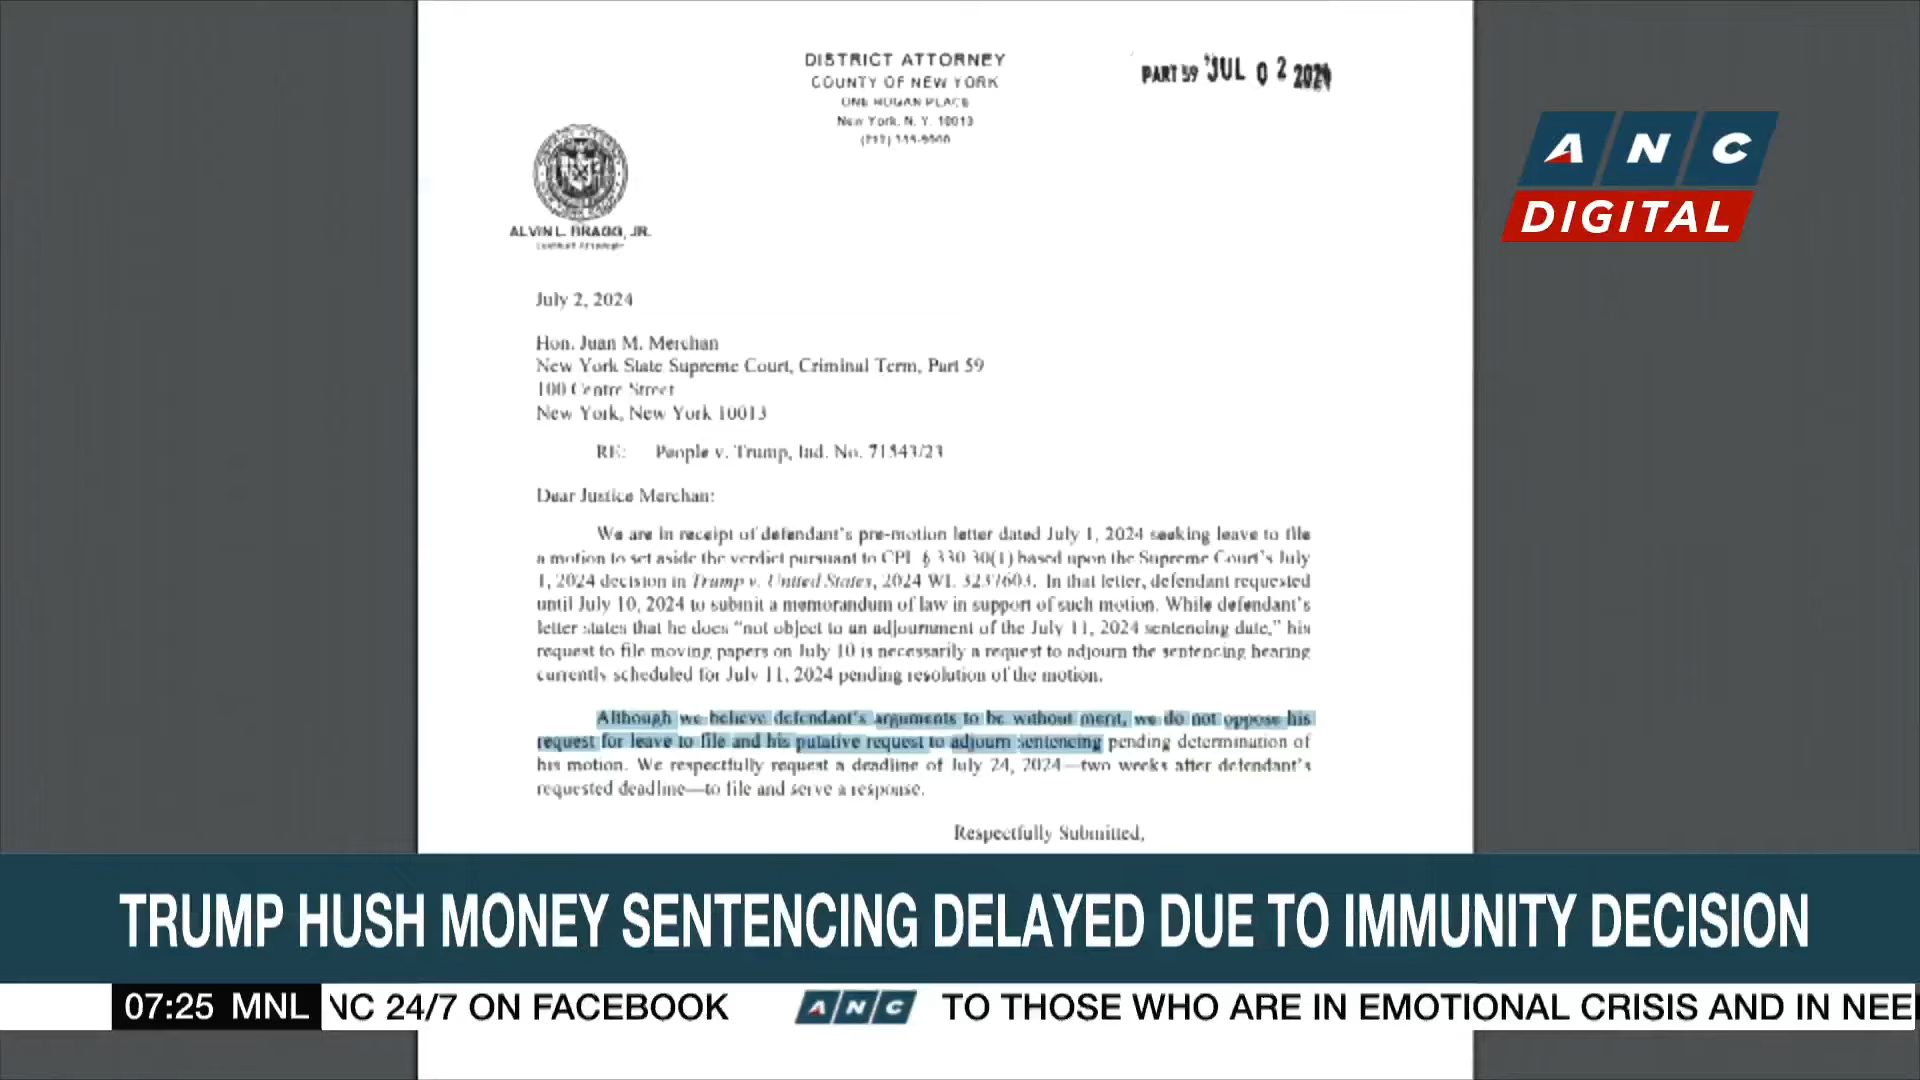 DISTRICT ATTORNEY
COUNTY OF NEW YORK
ONE HOGAN PLACE
New York, N. Y. 10013
PART 59 JUL 02 2024
ANC
DIGITAL
ALVIN L. BRAGG, JR.
District Attorney
July 2, 2024
Hon. Juan M. Merchan
New York State Supreme Court, Criminal Term, Part 59
100 Centre Street
New York, New York 10013
RE: People v. Trump, Ind. No. 71543/23
Dear Justice Merchan:
We are in receipt of defendant's pre-motion letter dated July 1, 2024 seeking leave to file
a motion to set aside the verdict pursuant to CPL § 330.30(1) based upon the Supreme Court's July
1, 2024 decision in Trump v. United States, 2024 WL 3237603. In that letter, defendant requested
until July 10, 2024 to submit a memorandum of law in support of such motion. While defendant's
letter states that he does “not object to an adjournment of the July 11, 2024 sentencing date,” his
request to file moving papers on July 10 is necessarily a request to adjourn the sentencing hearing
currently scheduled for July 11, 2024 pending resolution of the motion.
Although we believe defendant's arguments to be without merit, we do not oppose his
request for leave to file and his putative request to adjourn sentencing pending determination of
his motion. We respectfully request a deadline of July 24, 2024—two weeks after defendant's
requested deadline—to file and serve a response.
Respectfully Submitted,
TRUMP HUSH MONEY SENTENCING DELAYED DUE TO IMMUNITY DECISION
07:25 MNL NC 24/7 ON FACEBOOK ANC TO THOSE WHO ARE IN EMOTIONAL CRISIS AND IN NEE